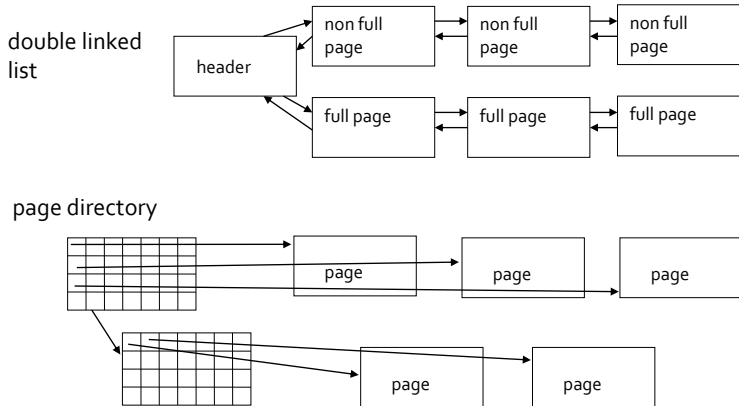 double linked
list
header
non full
page
non full
page
non full
page
full page
full page
full page
page directory
page
page
page
page
page